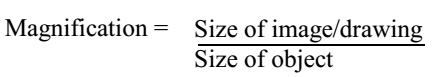 Magnification = Size of image/drawing
Size of object